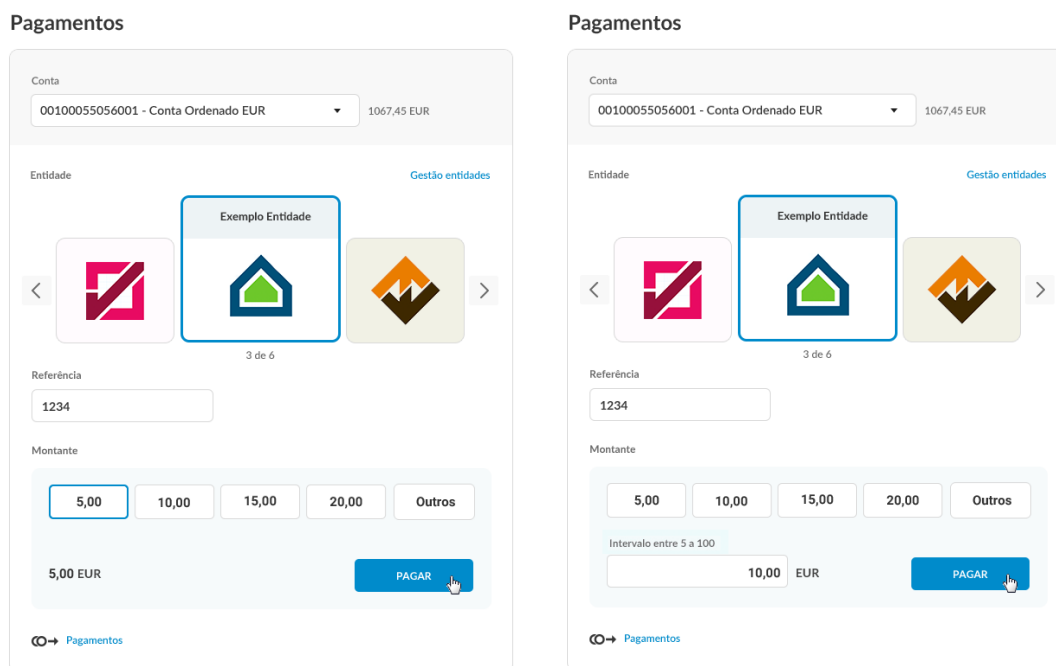 Pagamentos
Conta
00100055056001 - Conta Ordenado EUR
1067,45 EUR
Entidade
Gestão entidades
Exemplo Entidade
3 de 6
Referência
1234
Montante
5,00
10,00
15,00
20,00
Outros
5,00 EUR
PAGAR
Pagamentos
Pagamentos
Conta
00100055056001 - Conta Ordenado EUR
1067,45 EUR
Entidade
Gestão entidades
Exemplo Entidade
3 de 6
Referência
1234
Montante
5,00
10,00
15,00
20,00
Outros
Intervalo entre 5 a 100
10,00
EUR
PAGAR
Pagamentos